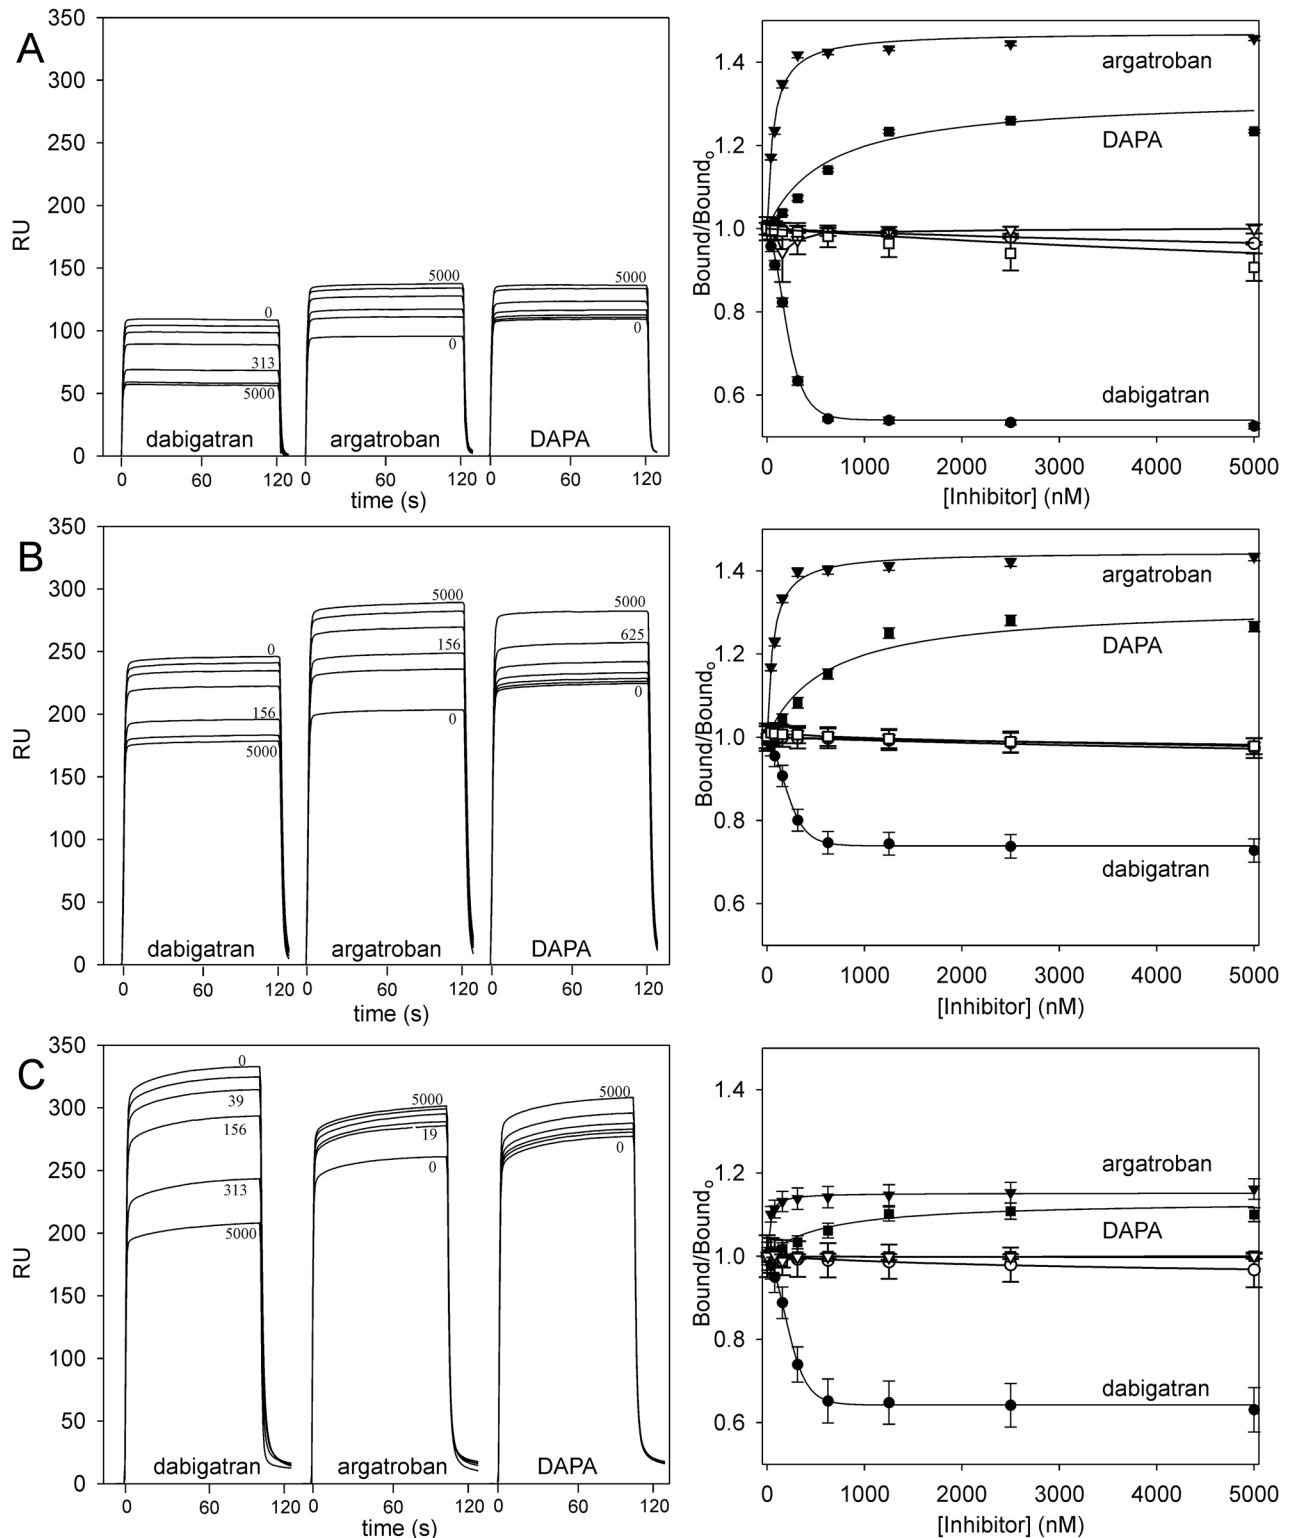 A
350
300
250
200
150
100
50
0
RU
0
313
5000
dabigatran
5000
0
argatroban
5000
0
DAPA
0 60 120 0 60 120 0 60 120
time (s)
1.4
1.2
1.0
0.8
0.6
Bound/Boundo
argatroban
DAPA
dabigatran
0 1000 2000 3000 4000 5000
[Inhibitor] (nM)
B
350
300
250
200
150
100
50
0
RU
0
156
5000
dabigatran
5000
156
0
argatroban
5000
625
0
DAPA
0 60 120 0 60 120 0 60 120
time (s)
1.4
1.2
1.0
0.8
0.6
Bound/Boundo
argatroban
DAPA
dabigatran
0 1000 2000 3000 4000 5000
[Inhibitor] (nM)
C
350
300
250
200
150
100
50
0
RU
0
39
156
313
5000
dabigatran
5000
19
0
argatroban
5000
0
DAPA
0 60 120 0 60 120 0 60 120
time (s)
1.4
1.2
1.0
0.8
0.6
Bound/Boundo
argatroban
DAPA
dabigatran
0 1000 2000 3000 4000 5000
[Inhibitor] (nM)